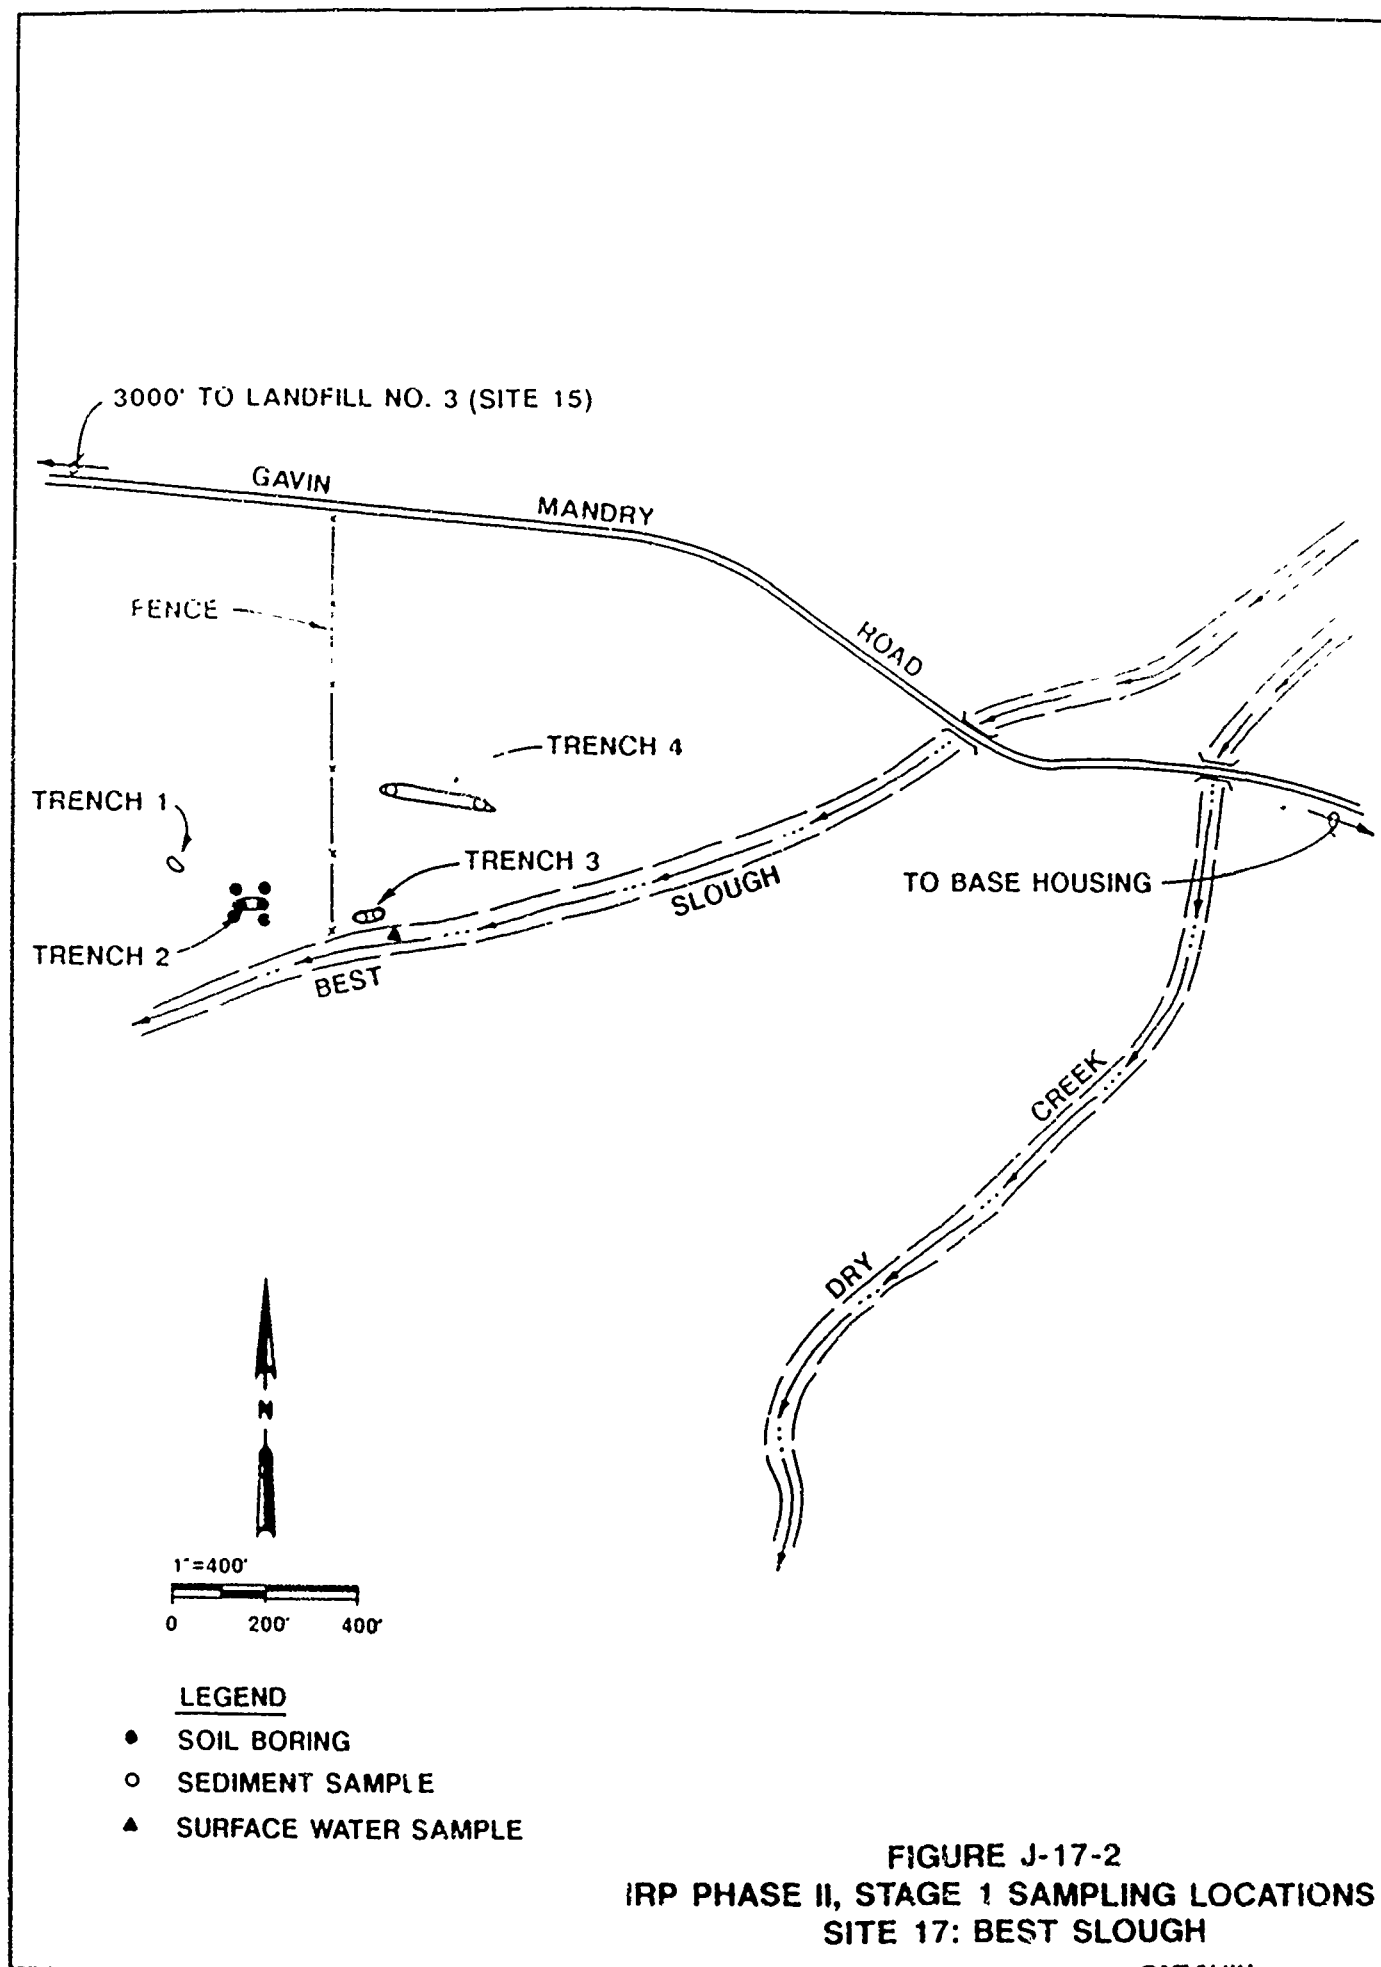 3000' TO LANDFILL NO. 3 (SITE 15)
GAVIN
MANDRY
ROAD
FENCE
TRENCH 4
TRENCH 1
TRENCH 3
TO BASE HOUSING
SLOUGH
TRENCH 2
BEST
CREEK
DRY
N
1"=400'
0 200' 400'
LEGEND
SOIL BORING
SEDIMENT SAMPLE
SURFACE WATER SAMPLE
FIGURE J-17-2
IRP PHASE II, STAGE 1 SAMPLING LOCATIONS
SITE 17: BEST SLOUGH